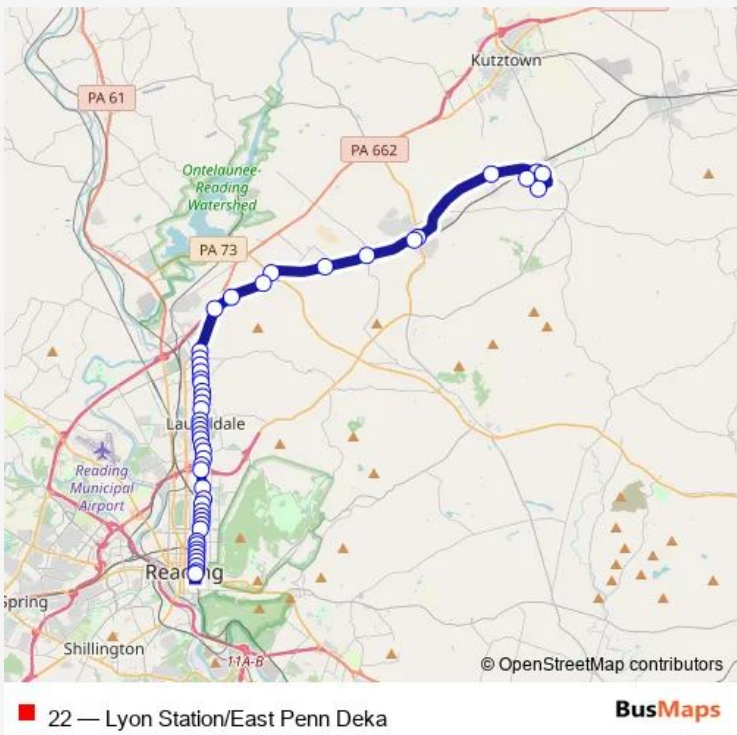 Kutztown
PA 61
PA 662
Ontelaunee-
Reading
Watershed
PA 73
Reading
Municipal
Airport
Reading
Spring
Shillington
11A-B
© OpenStreetMap contributors
22 — Lyon Station/East Penn Deka
BusMaps